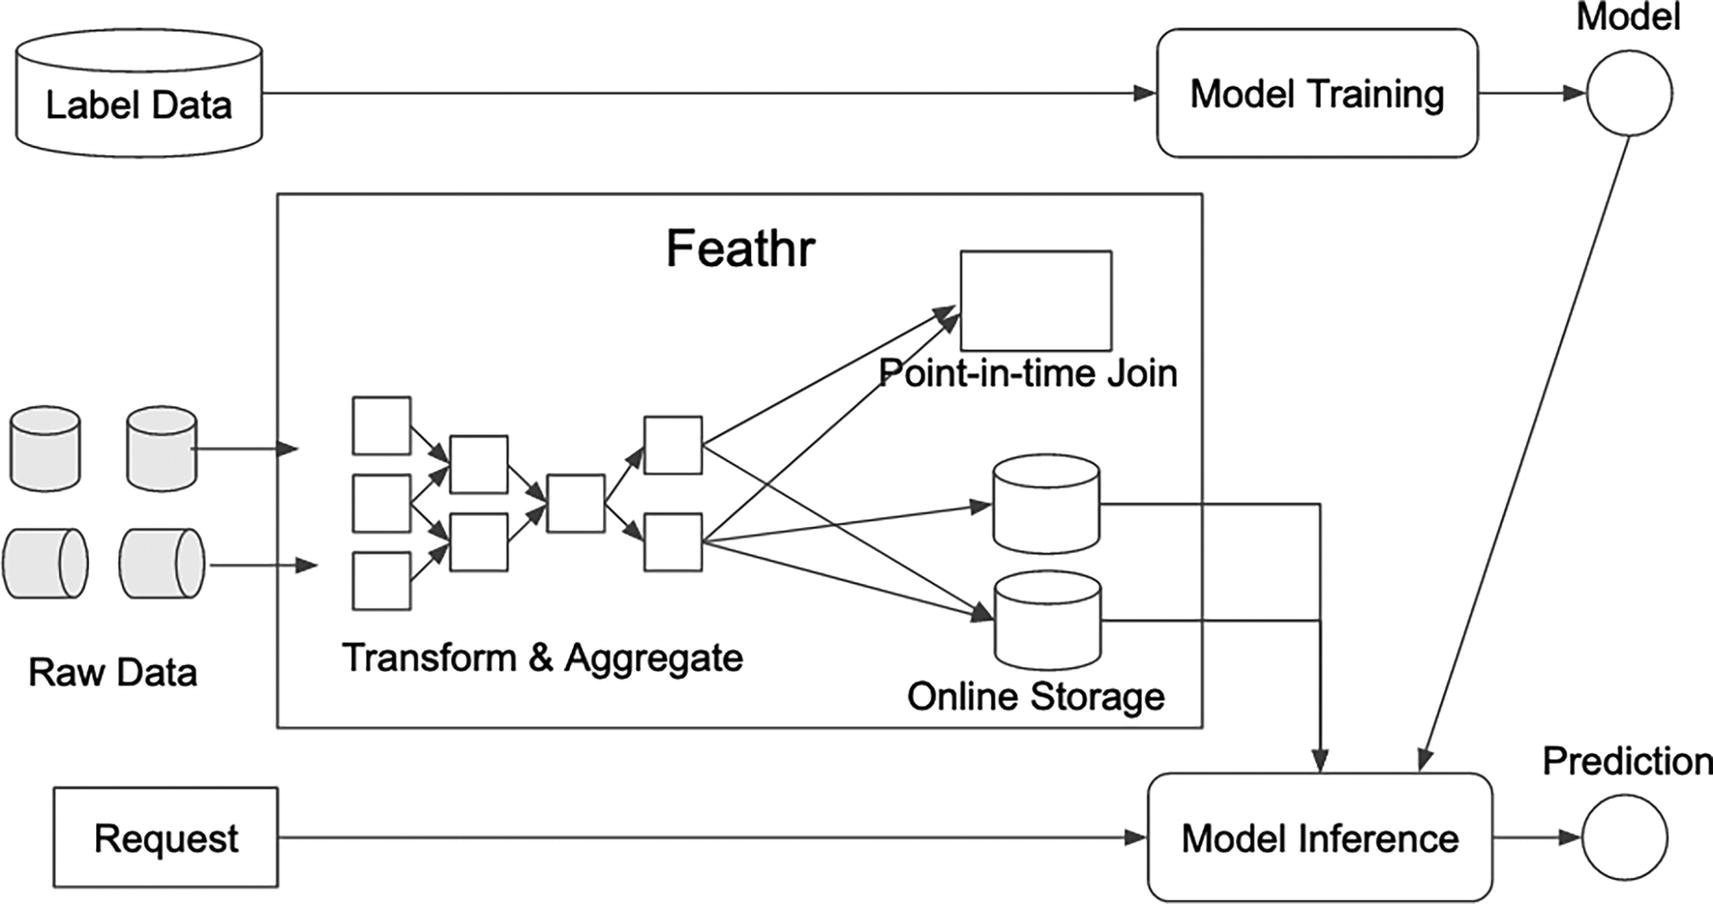 Model
Label Data
Model Training
Feathr
Point-in-time Join
Transform & Aggregate
Raw Data
Online Storage
Prediction
Request
Model Inference